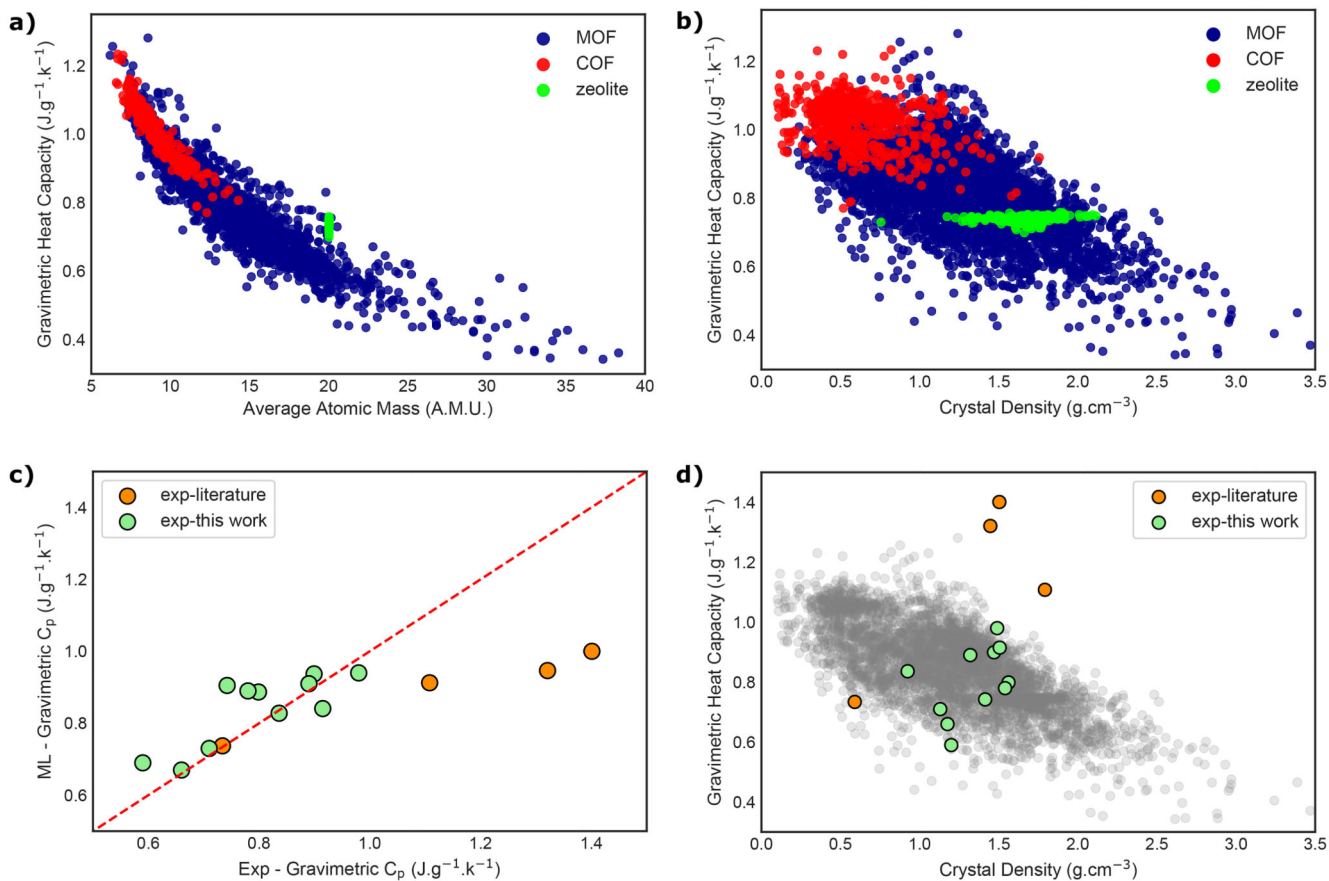 a)
MOF
COF
zeolite
Gravimetric Heat Capacity (J.g⁻¹.k⁻¹)
1.2
1.0
0.8
0.6
0.4
5 10 15 20 25 30 35 40
Average Atomic Mass (A.M.U.)
b)
MOF
COF
zeolite
Gravimetric Heat Capacity (J.g⁻¹.k⁻¹)
1.2
1.0
0.8
0.6
0.4
0.0 0.5 1.0 1.5 2.0 2.5 3.0 3.5
Crystal Density (g.cm⁻³)
c)
exp-literature
exp-this work
ML - Gravimetric Cₚ (J.g⁻¹.k⁻¹)
1.4
1.2
1.0
0.8
0.6
0.6 0.8 1.0 1.2 1.4
Exp - Gravimetric Cₚ (J.g⁻¹.k⁻¹)
d)
exp-literature
exp-this work
Gravimetric Heat Capacity (J.g⁻¹.k⁻¹)
1.4
1.2
1.0
0.8
0.6
0.4
0.0 0.5 1.0 1.5 2.0 2.5 3.0 3.5
Crystal Density (g.cm⁻³)